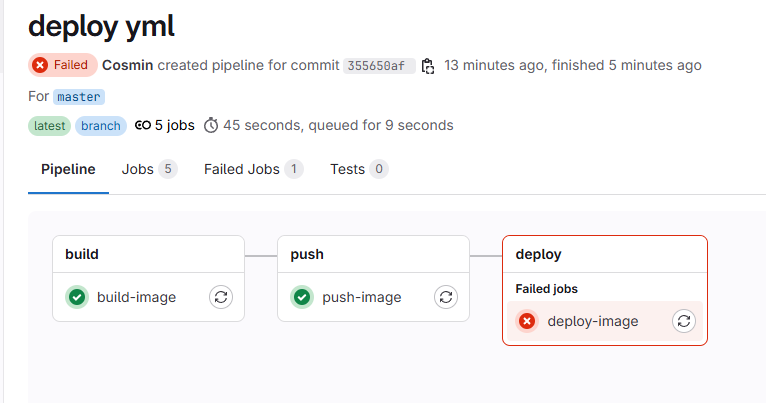 deploy yml
Failed Cosmin created pipeline for commit 355650af 13 minutes ago, finished 5 minutes ago
For master
latest branch 5 jobs 45 seconds, queued for 9 seconds
Pipeline Jobs 5 Failed Jobs 1 Tests 0
build push deploy
build-image push-image Failed jobs
deploy-image